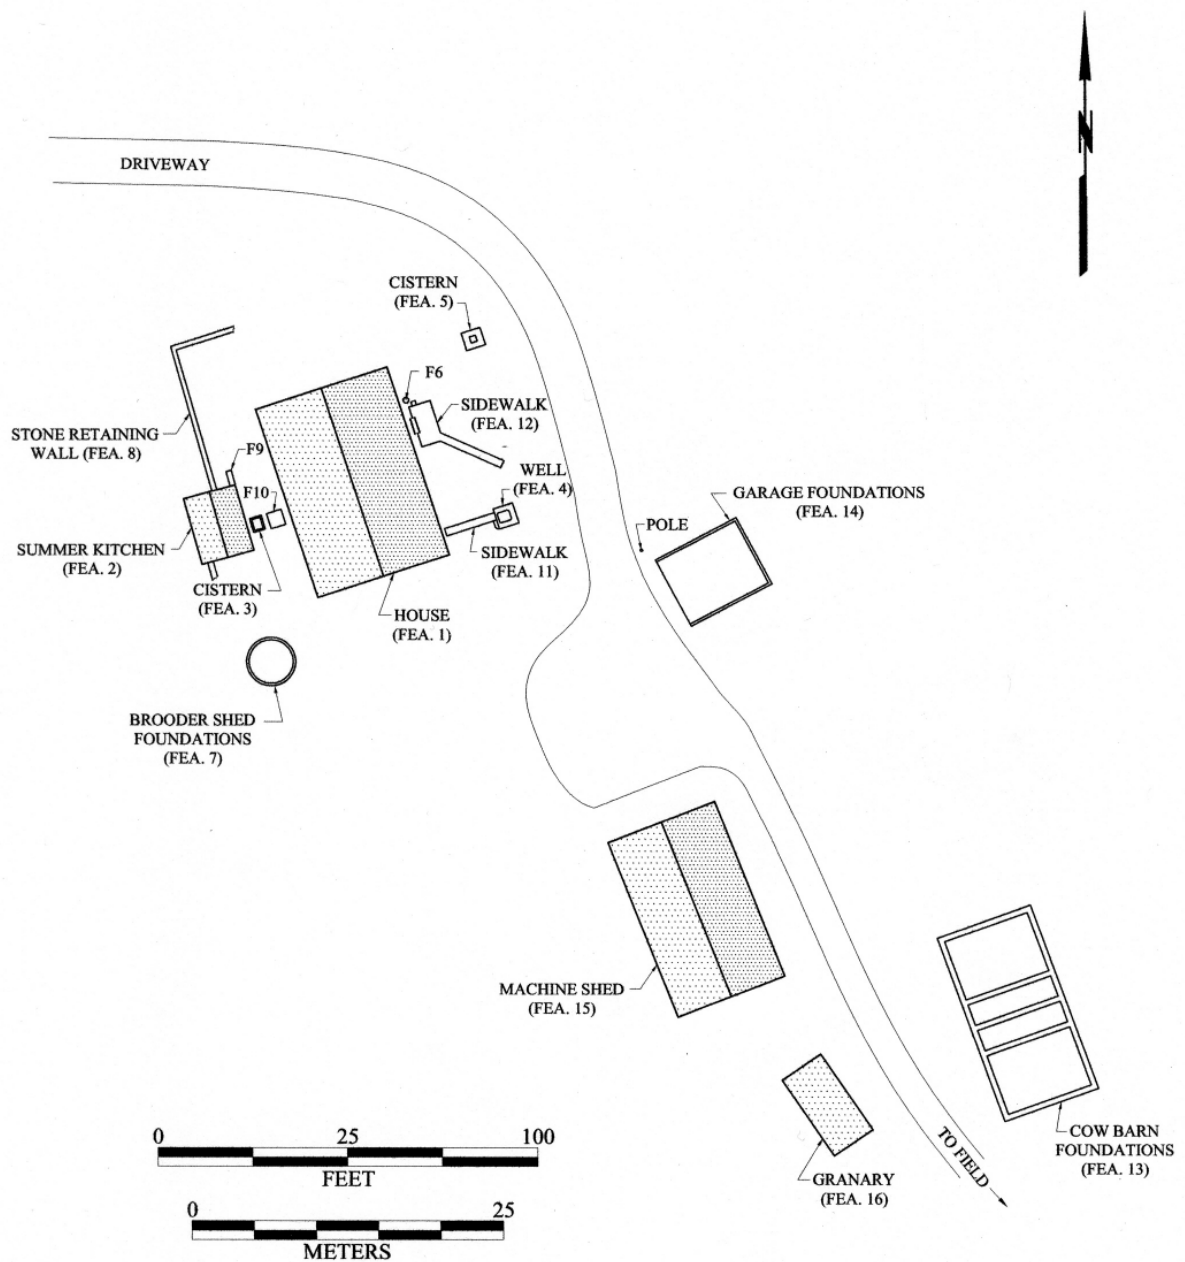 N
DRIVEWAY
CISTERN
(FEA. 5)
F6
SIDEWALK
(FEA. 12)
STONE RETAINING
WALL (FEA. 8)
F9
WELL
(FEA. 4)
F10
GARAGE FOUNDATIONS
(FEA. 14)
POLE
SUMMER KITCHEN
(FEA. 2)
SIDEWALK
(FEA. 11)
CISTERN
(FEA. 3)
HOUSE
(FEA. 1)
BROODER SHED
FOUNDATIONS
(FEA. 7)
MACHINE SHED
(FEA. 15)
COW BARN
FOUNDATIONS
(FEA. 13)
TO FIELD
GRANARY
(FEA. 16)
0 25 100
FEET
0 25
METERS